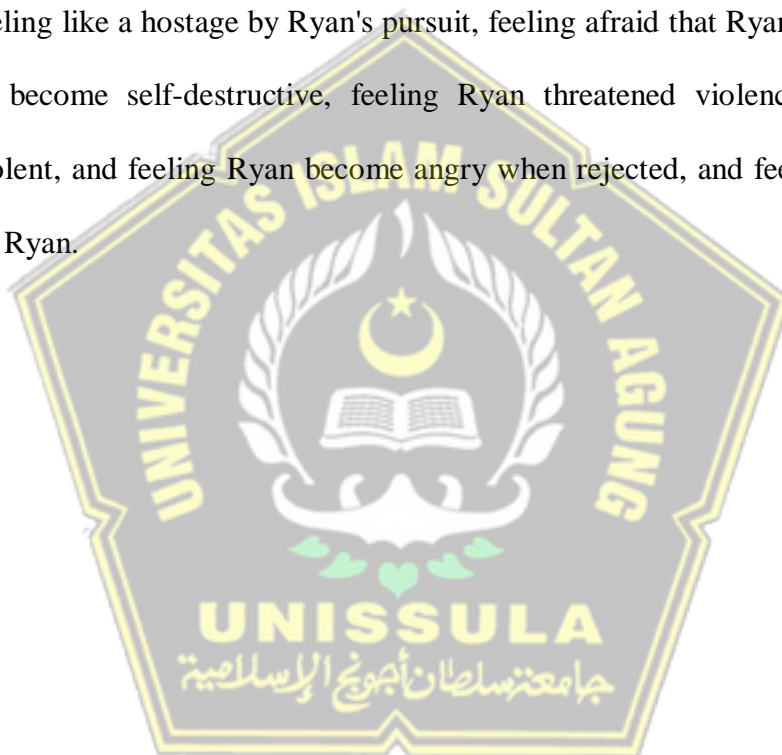 eling like a hostage by Ryan's pursuit, feeling afraid that Ryan
become self-destructive, feeling Ryan threatened violenc
olent, and feeling Ryan become angry when rejected, and fee
Ryan.
UNIVERSITAS ISLAM SULTAN AGUNG
UNISSULA
جامعة سلطان أجونج الإسلامية